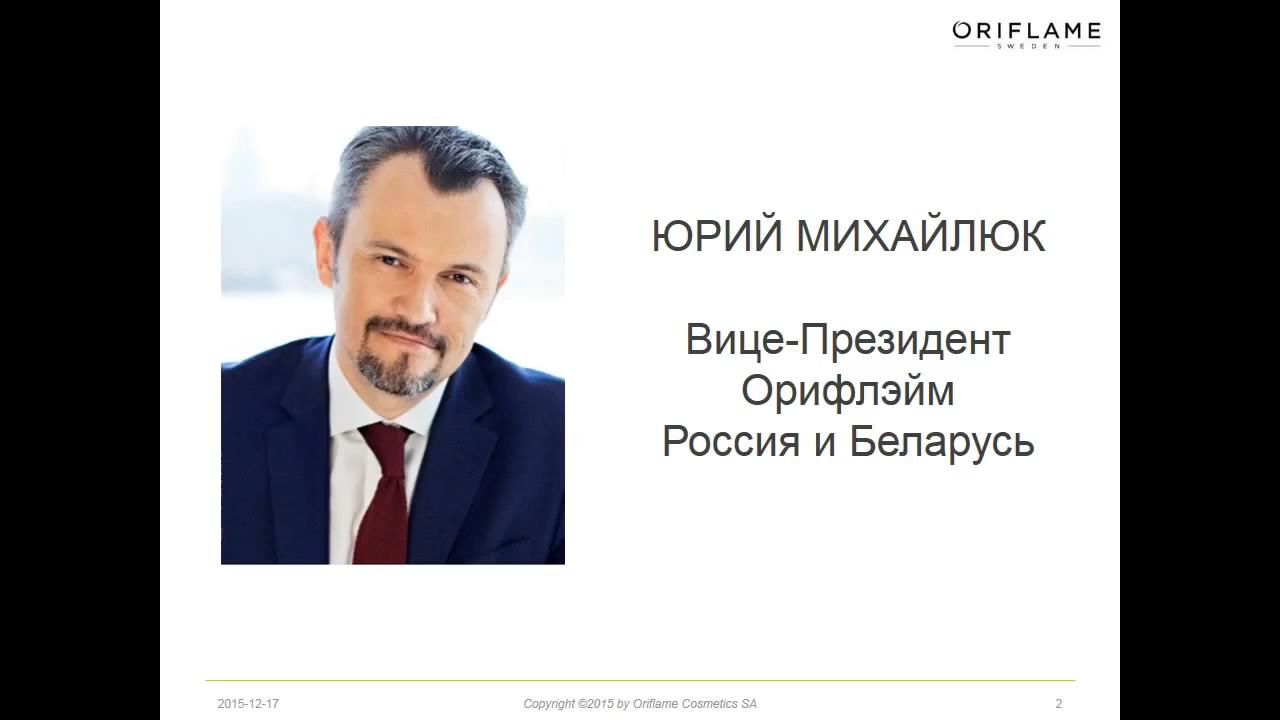 ORIFLAME
SWEDEN
ЮРИЙ МИХАЙЛЮК
Вице-Президент
Орифлэйм
Россия и Беларусь
2015-12-17
Copyright ©2015 by Oriflame Cosmetics SA
2